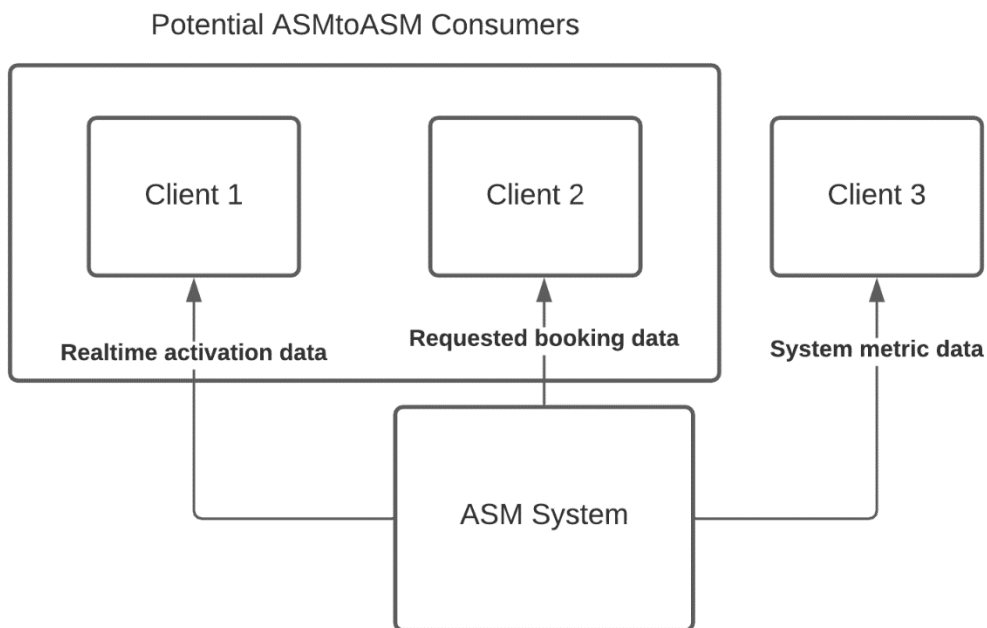 Potential ASMtoASM Consumers
Client 1
Client 2
Client 3
Realtime activation data
Requested booking data
System metric data
ASM System